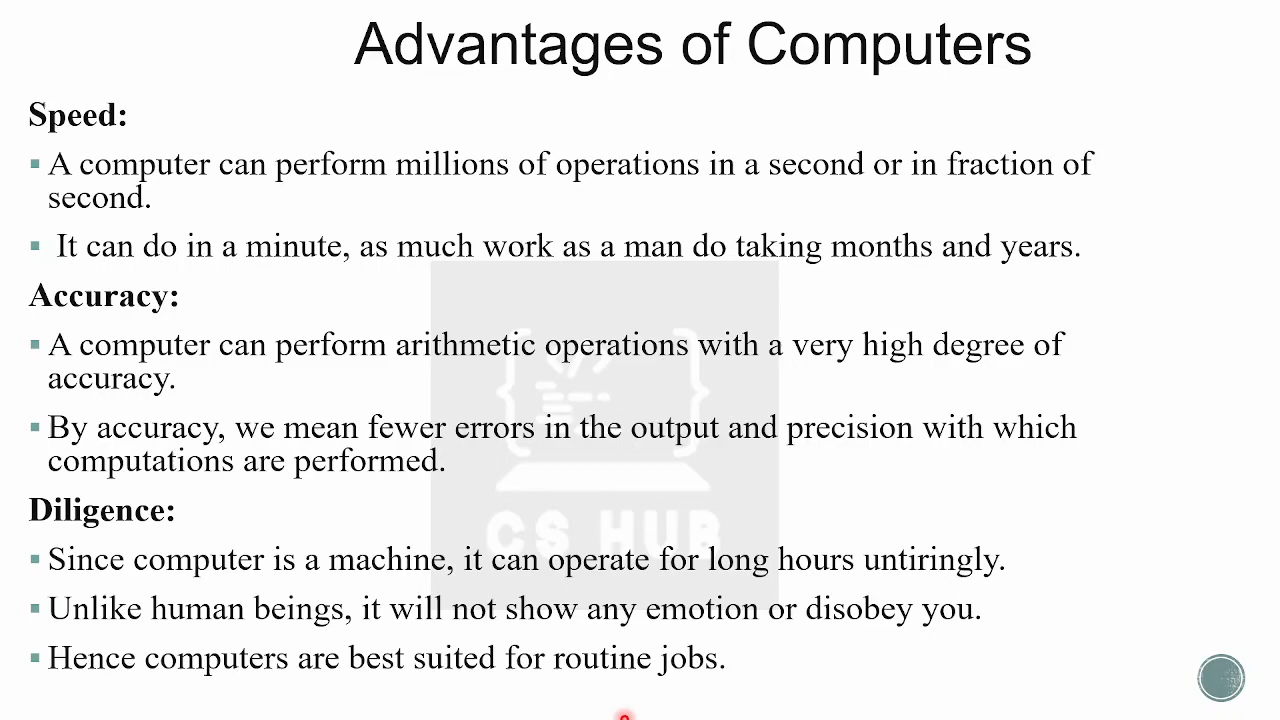 Advantages of Computers
Speed:
A computer can perform millions of operations in a second or in fraction of
second.
It can do in a minute, as much work as a man do taking months and years.
Accuracy:
A computer can perform arithmetic operations with a very high degree of
accuracy.
By accuracy, we mean fewer errors in the output and precision with which
computations are performed.
Diligence:
Since computer is a machine, it can operate for long hours untiringly.
Unlike human beings, it will not show any emotion or disobey you.
Hence computers are best suited for routine jobs.
CS HUB